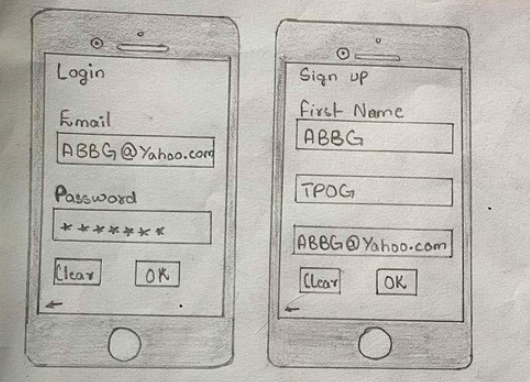 Login
Email
ABBG@Yahoo.com
Password
*******
Clear OK
Sign up
First Name
ABBG
TPOG
ABBG@Yahoo.com
Clear OK